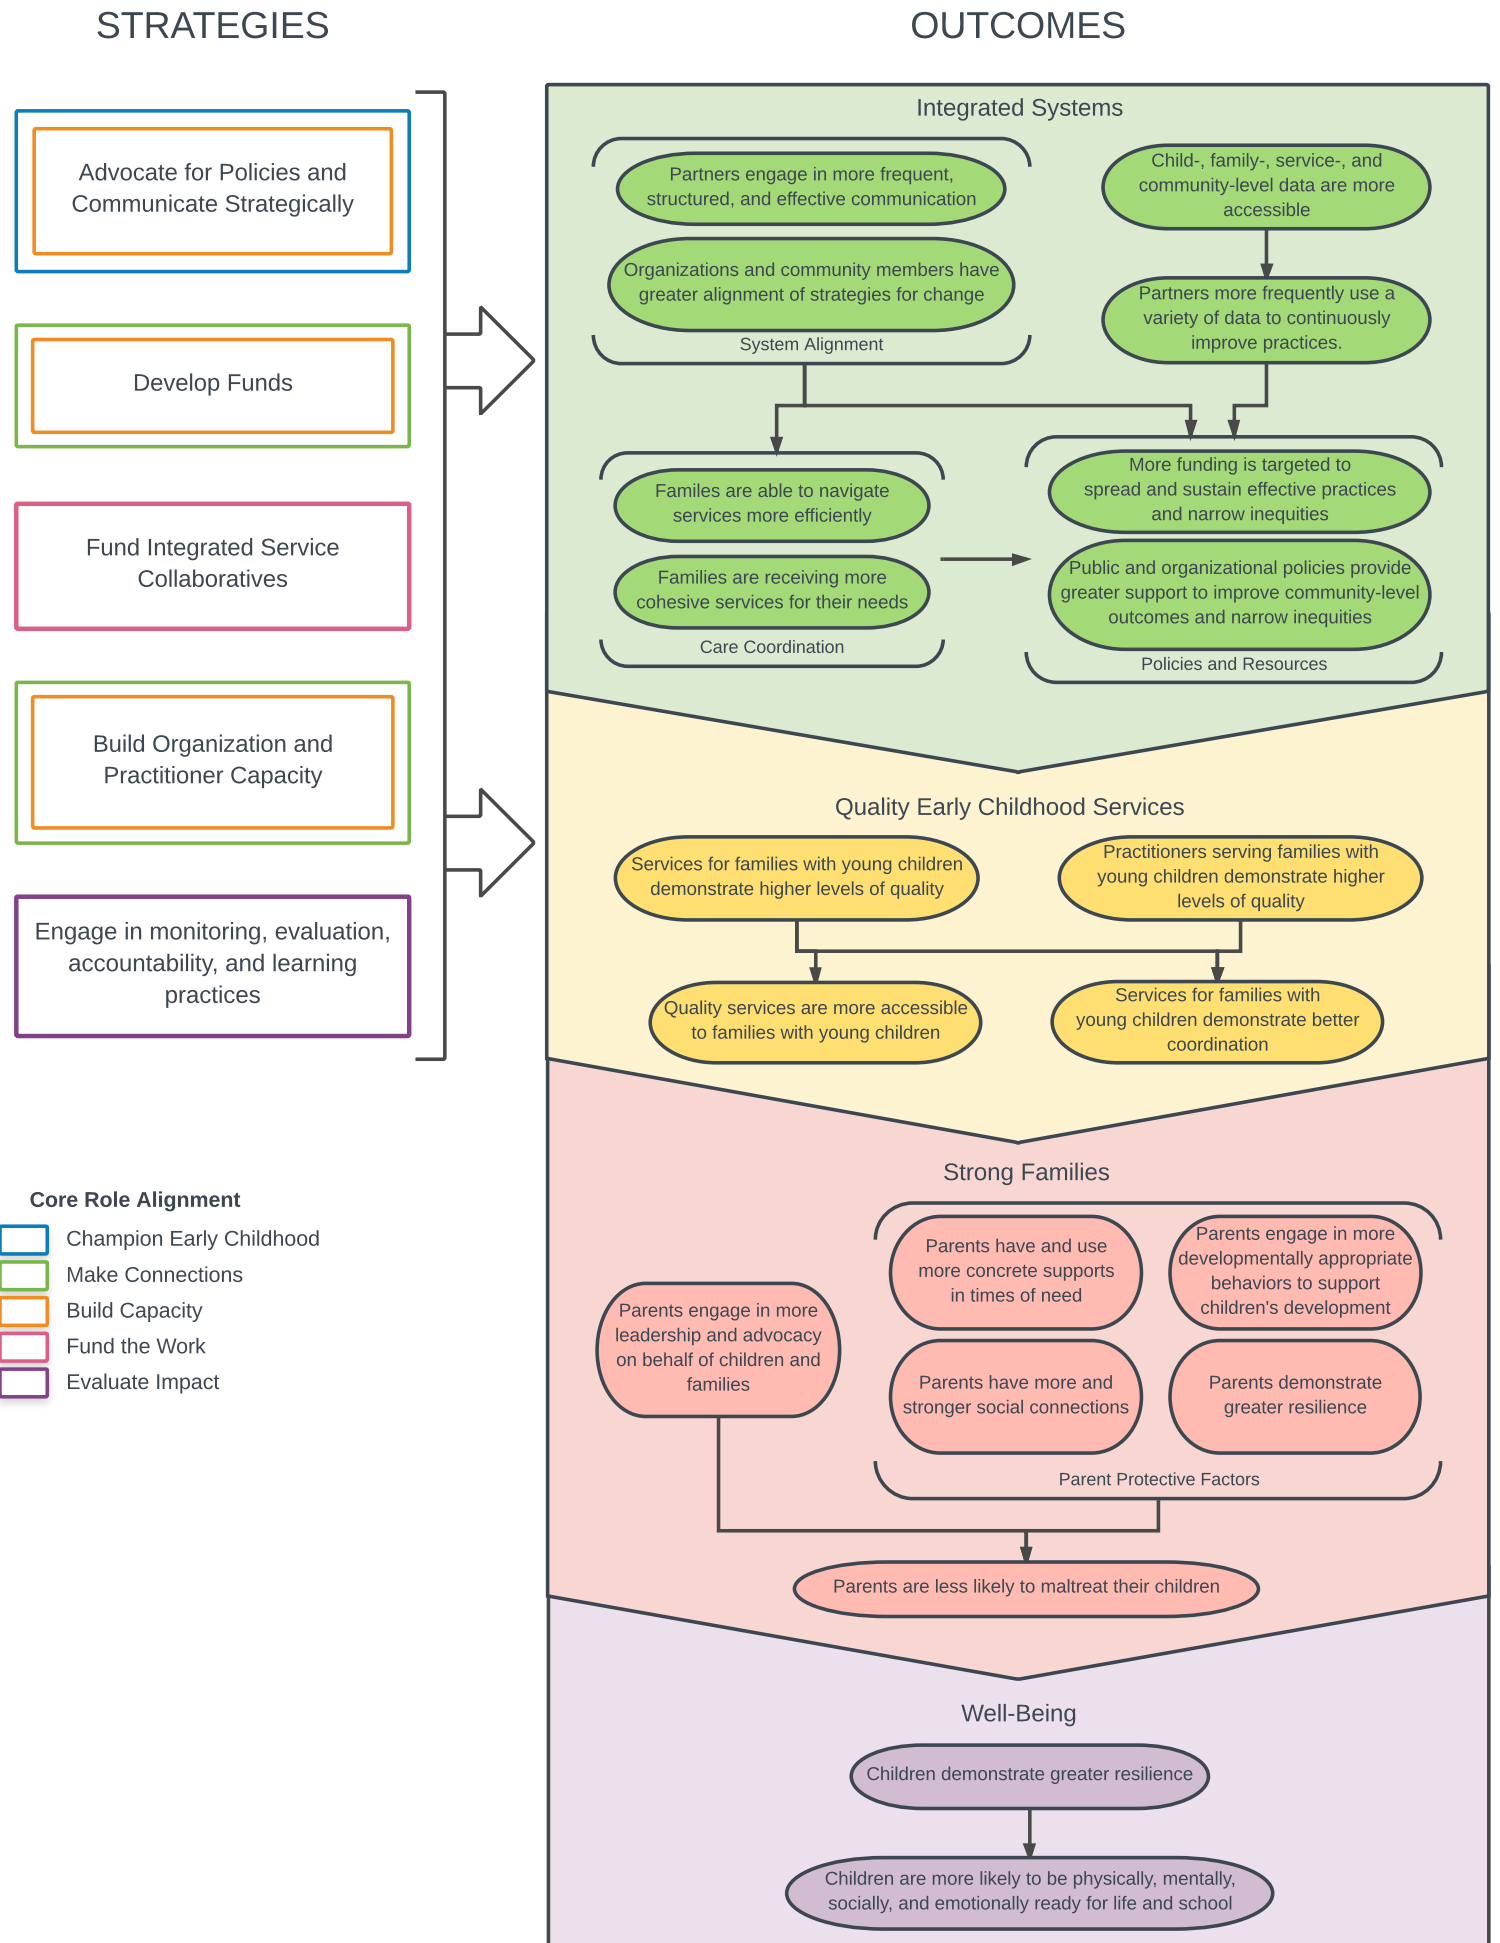 STRATEGIES
OUTCOMES
Advocate for Policies and
Communicate Strategically
Develop Funds
Fund Integrated Service
Collaboratives
Build Organization and
Practitioner Capacity
Engage in monitoring, evaluation,
accountability, and learning
practices
Core Role Alignment
Champion Early Childhood
Make Connections
Build Capacity
Fund the Work
Evaluate Impact
Integrated Systems
Partners engage in more frequent,
structured, and effective communication
Organizations and community members have
greater alignment of strategies for change
System Alignment
Child-, family-, service-, and
community-level data are more
accessible
Partners more frequently use a
variety of data to continuously
improve practices.
Familes are able to navigate
services more efficiently
Families are receiving more
cohesive services for their needs
Care Coordination
More funding is targeted to
spread and sustain effective practices
and narrow inequities
Public and organizational policies provide
greater support to improve community-level
outcomes and narrow inequities
Policies and Resources
Quality Early Childhood Services
Services for families with young children
demonstrate higher levels of quality
Practitioners serving families with
young children demonstrate higher
levels of quality
Quality services are more accessible
to families with young children
Services for families with
young children demonstrate better
coordination
Strong Families
Parents engage in more
leadership and advocacy
on behalf of children and
families
Parents have and use
more concrete supports
in times of need
Parents engage in more
developmentally appropriate
behaviors to support
children's development
Parents have more and
stronger social connections
Parents demonstrate
greater resilience
Parent Protective Factors
Parents are less likely to maltreat their children
Well-Being
Children demonstrate greater resilience
Children are more likely to be physically, mentally,
socially, and emotionally ready for life and school